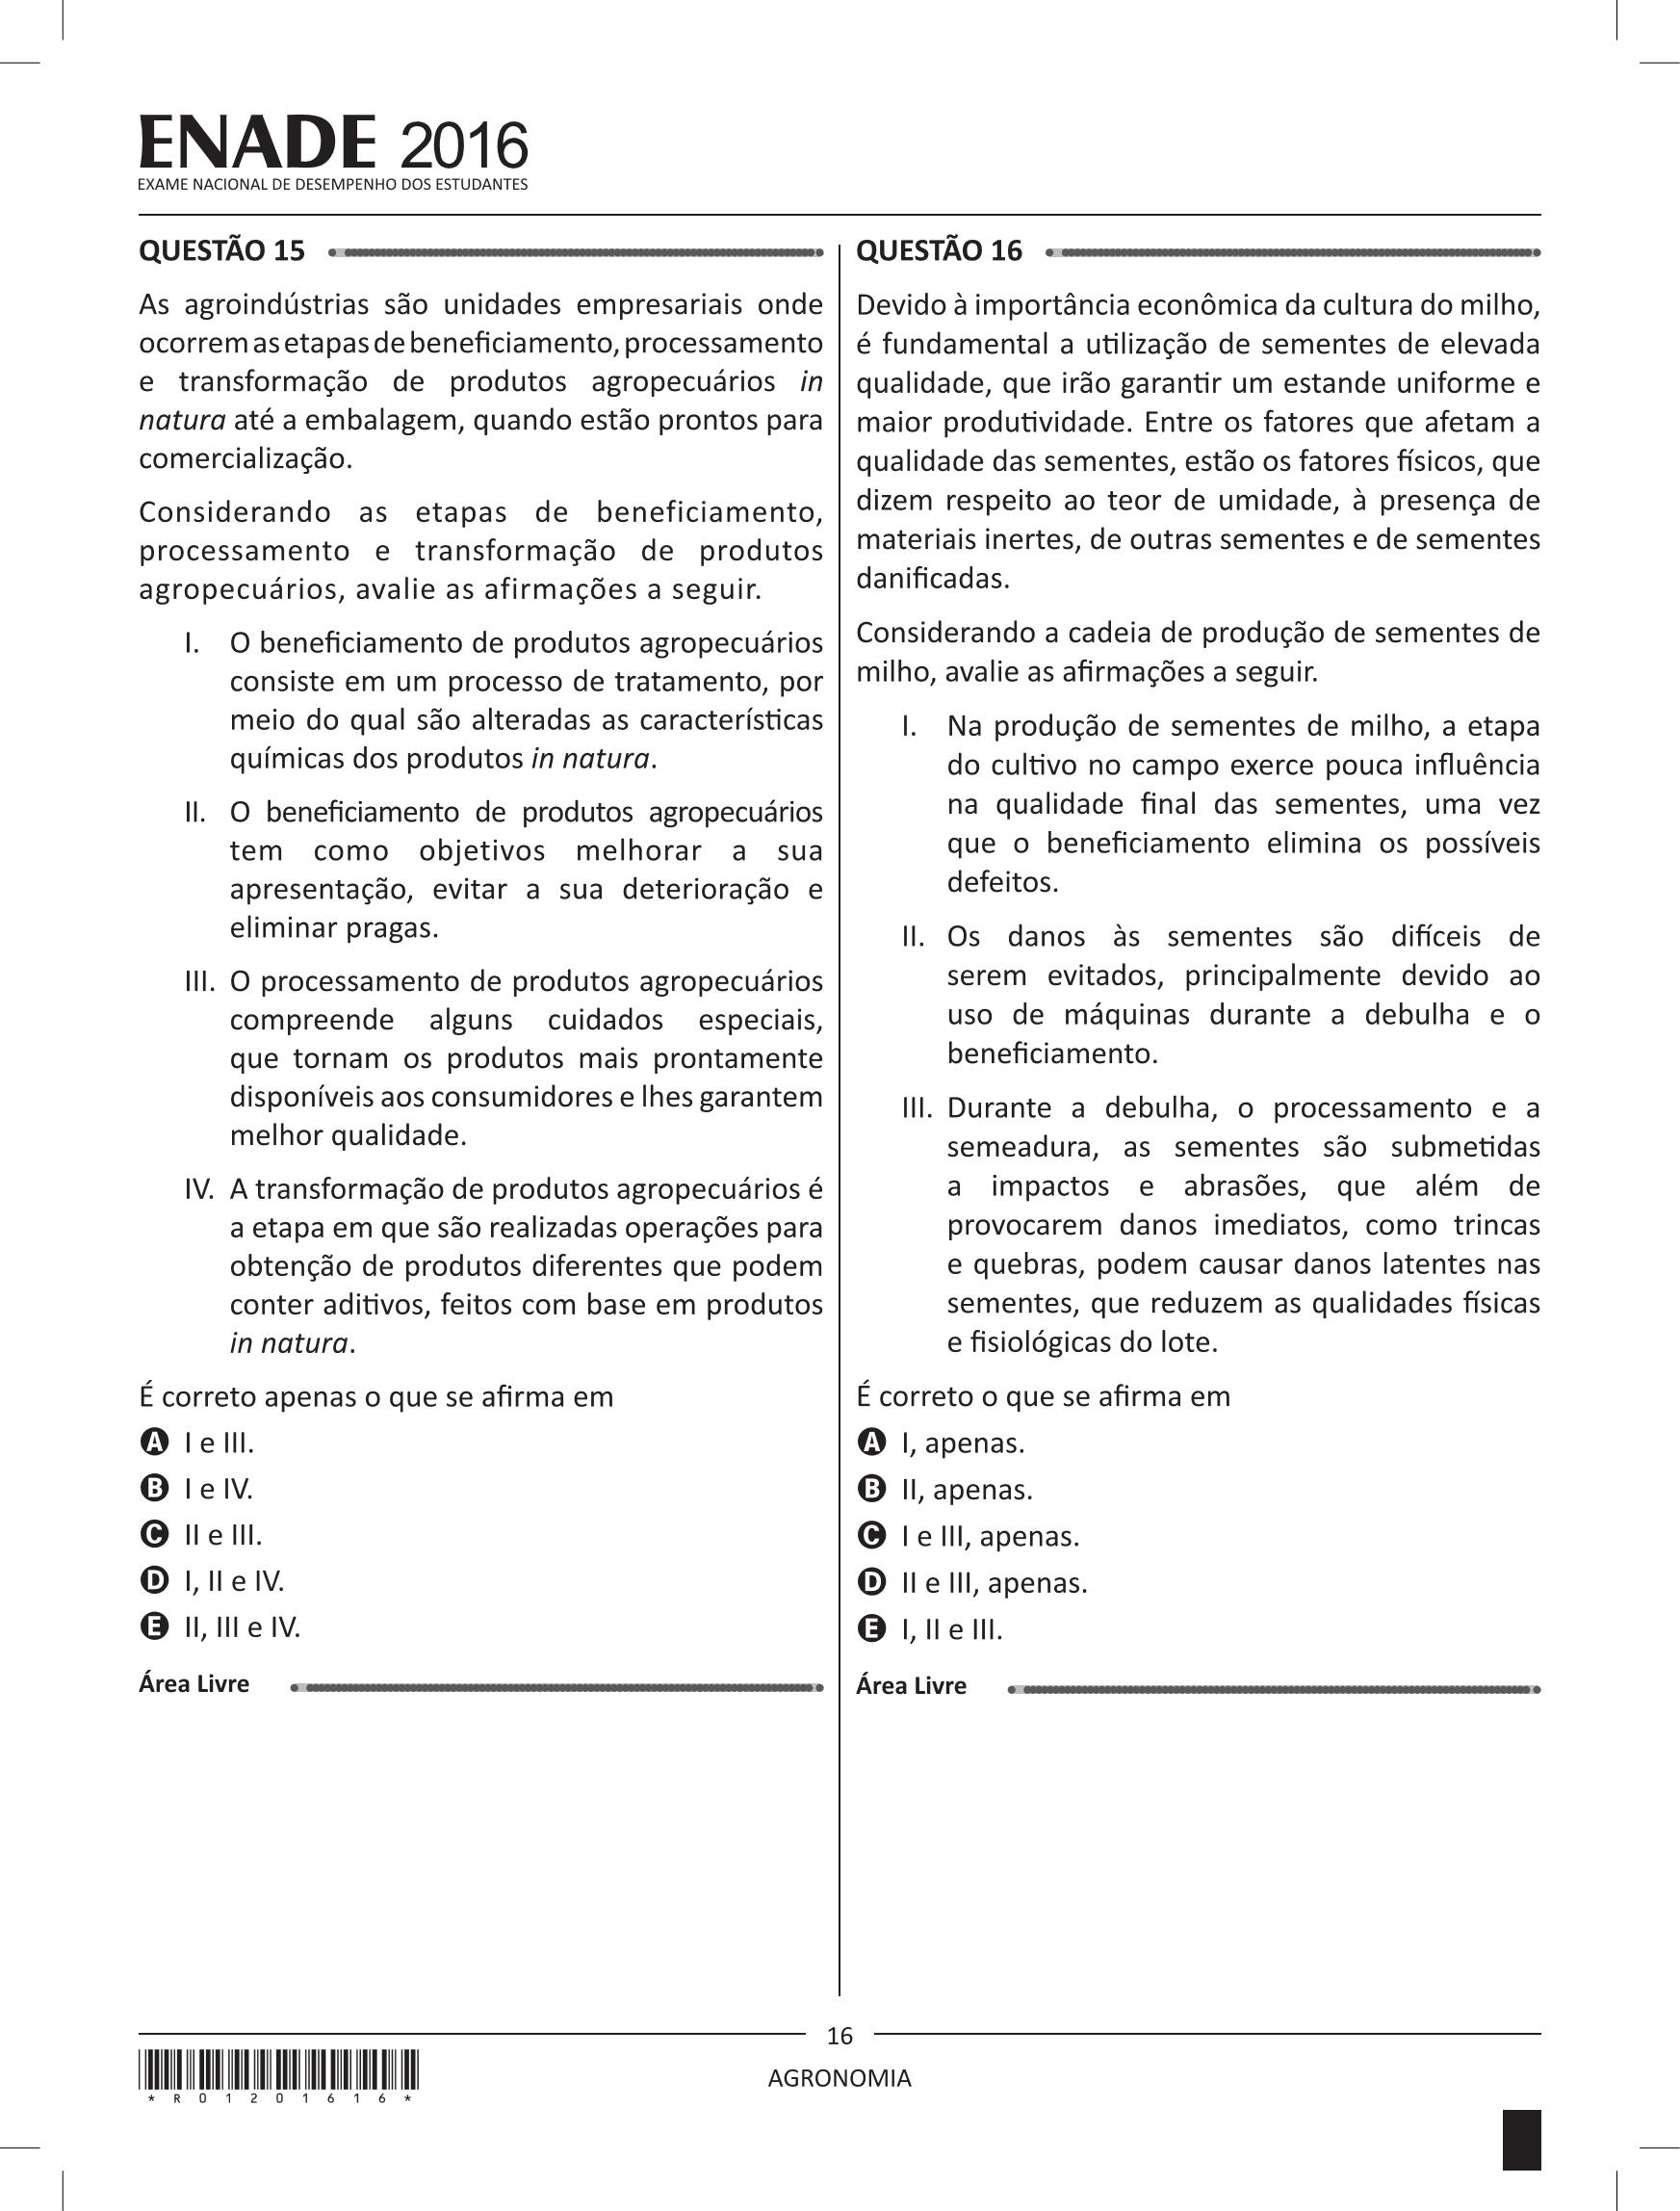 ENADE 2016
EXAME NACIONAL DE DESEMPENHO DOS ESTUDANTES
QUESTÃO 15
As agroindústrias são unidades empresariais onde
ocorrem as etapas de beneficiamento, processamento
e transformação de produtos agropecuários in
natura até a embalagem, quando estão prontos para
comercialização.
Considerando as etapas de beneficiamento,
processamento e transformação de produtos
agropecuários, avalie as afirmações a seguir.
I. O beneficiamento de produtos agropecuários
consiste em um processo de tratamento, por
meio do qual são alteradas as características
químicas dos produtos in natura.
II. O beneficiamento de produtos agropecuários
tem como objetivos melhorar a sua
apresentação, evitar a sua deterioração e
eliminar pragas.
III. O processamento de produtos agropecuários
compreende alguns cuidados especiais,
que tornam os produtos mais prontamente
disponíveis aos consumidores e lhes garantem
melhor qualidade.
IV. A transformação de produtos agropecuários é
a etapa em que são realizadas operações para
obtenção de produtos diferentes que podem
conter aditivos, feitos com base em produtos
in natura.
É correto apenas o que se afirma em
A I e III.
B I e IV.
C II e III.
D I, II e IV.
E II, III e IV.
Área Livre
QUESTÃO 16
Devido à importância econômica da cultura do milho,
é fundamental a utilização de sementes de elevada
qualidade, que irão garantir um estande uniforme e
maior produtividade. Entre os fatores que afetam a
qualidade das sementes, estão os fatores físicos, que
dizem respeito ao teor de umidade, à presença de
materiais inertes, de outras sementes e de sementes
danificadas.
Considerando a cadeia de produção de sementes de
milho, avalie as afirmações a seguir.
I. Na produção de sementes de milho, a etapa
do cultivo no campo exerce pouca influência
na qualidade final das sementes, uma vez
que o beneficiamento elimina os possíveis
defeitos.
II. Os danos às sementes são difíceis de
serem evitados, principalmente devido ao
uso de máquinas durante a debulha e o
beneficiamento.
III. Durante a debulha, o processamento e a
semeadura, as sementes são submetidas
a impactos e abrasões, que além de
provocarem danos imediatos, como trincas
e quebras, podem causar danos latentes nas
sementes, que reduzem as qualidades físicas
e fisiológicas do lote.
É correto o que se afirma em
A I, apenas.
B II, apenas.
C I e III, apenas.
D II e III, apenas.
E I, II e III.
Área Livre
16
AGRONOMIA
* R 0 1 2 0 1 6 1 6 *